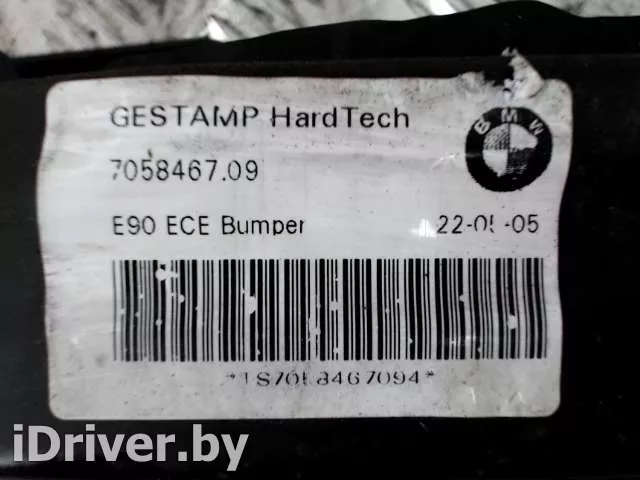 GESTAMP HardTech
BMW
7058467.09
E90 ECE Bumper
iDriver.by